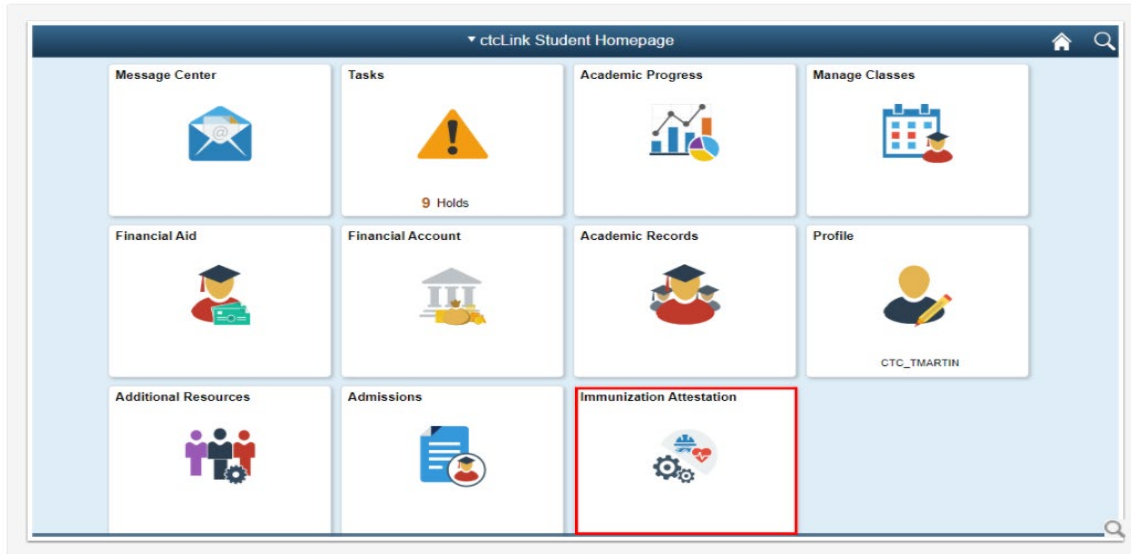 ▾ ctcLink Student Homepage
Message Center
Tasks
Academic Progress
Manage Classes
@
9 Holds
Financial Aid
Financial Account
Academic Records
Profile
CTC_TMARTIN
Additional Resources
Admissions
Immunization Attestation